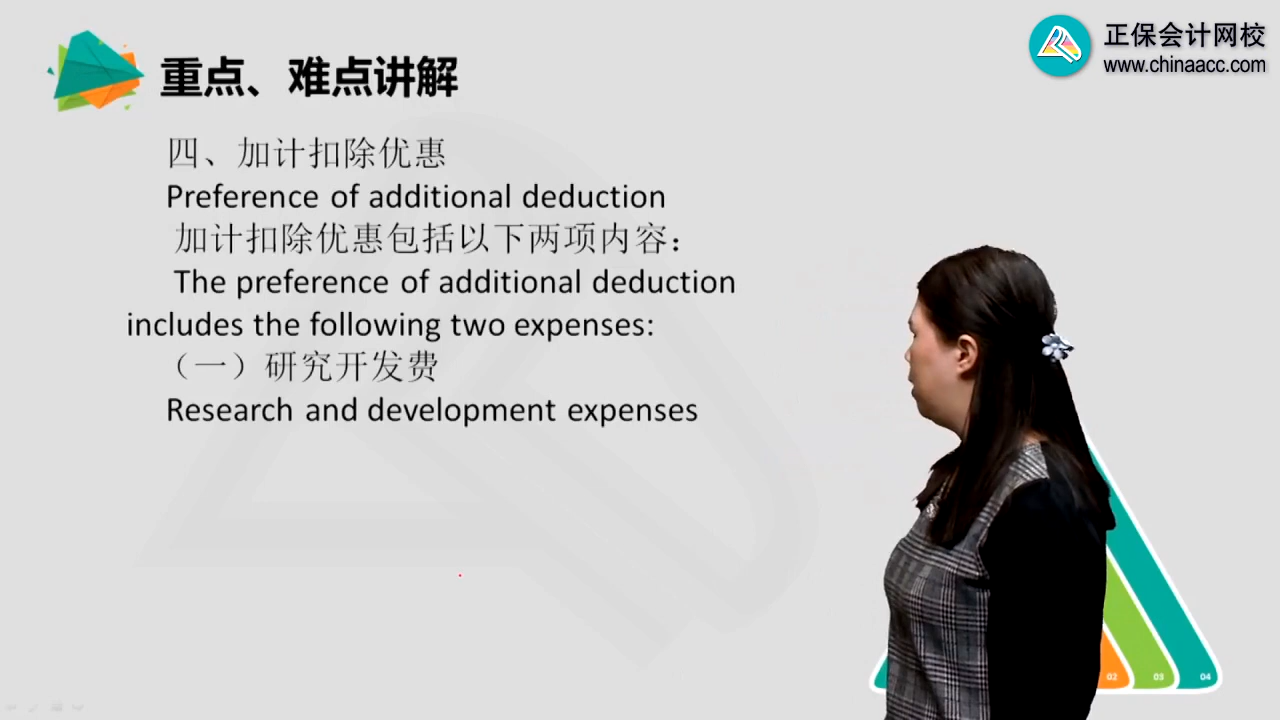 正保会计网校
www.chinaacc.com
重点、难点讲解
四、加计扣除优惠
Preference of additional deduction
加计扣除优惠包括以下两项内容：
The preference of additional deduction
includes the following two expenses:
（一）研究开发费
Research and development expenses
02 03 04